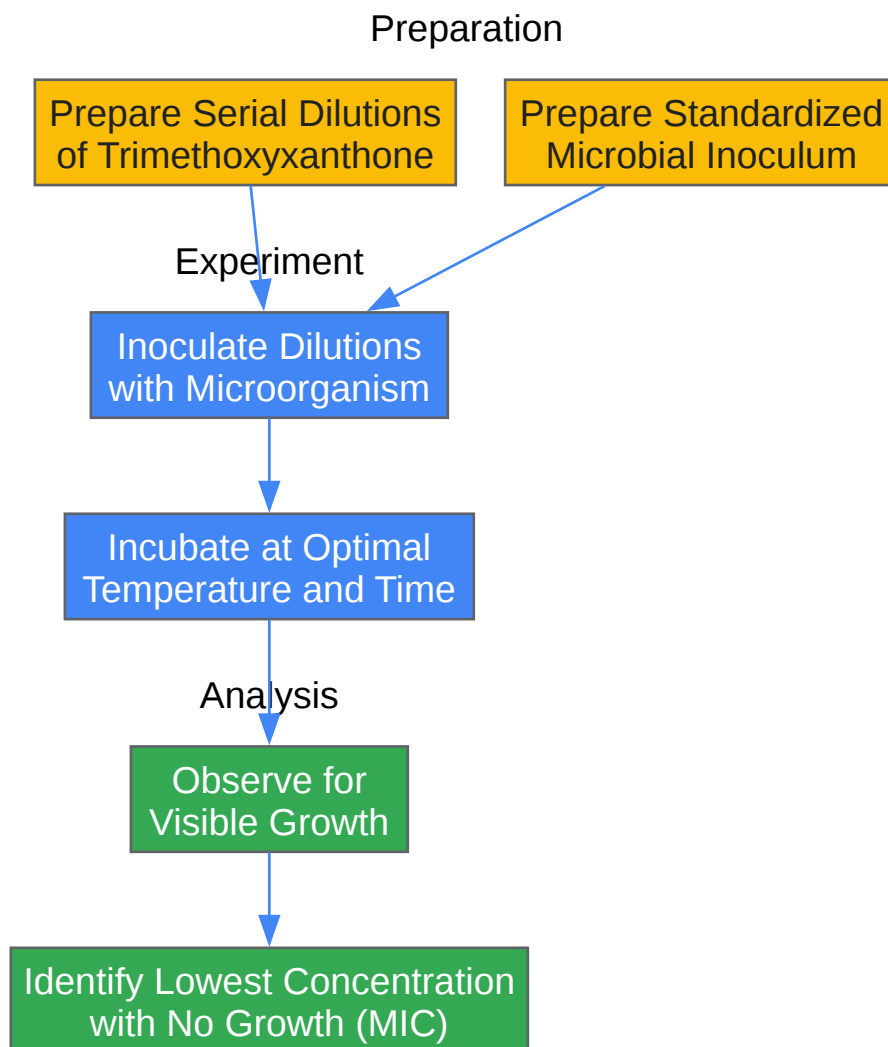 Preparation
Prepare Serial Dilutions
of Trimethoxyxanthone
Prepare Standardized
Microbial Inoculum
Experiment
Inoculate Dilutions
with Microorganism
Incubate at Optimal
Temperature and Time
Analysis
Observe for
Visible Growth
Identify Lowest Concentration
with No Growth (MIC)